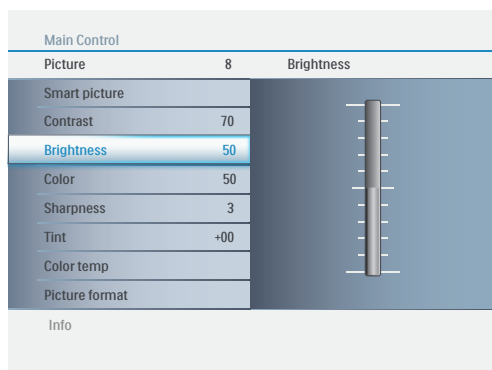 Main Control
Picture 8 Brightness
Smart picture
Contrast 70
Brightness 50
Color 50
Sharpness 3
Tint +00
Color temp
Picture format
Info